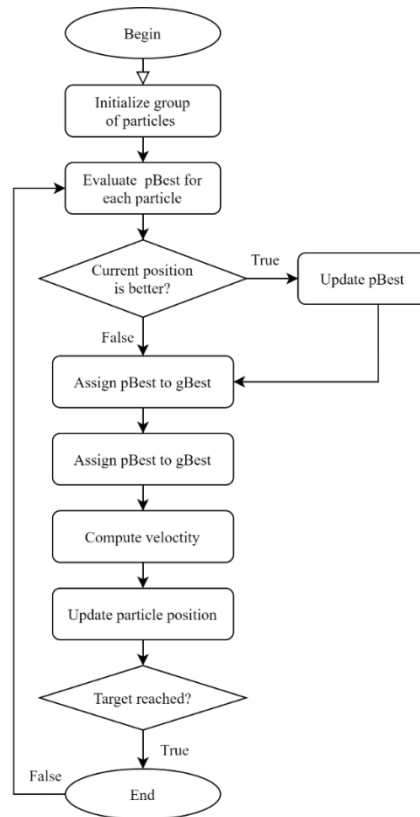 Begin
Initialize group
of particles
Evaluate pBest for
each particle
Current position
is better?
True
Update pBest
False
Assign pBest to gBest
Assign pBest to gBest
Compute veloctity
Update particle position
Target reached?
True
False
End